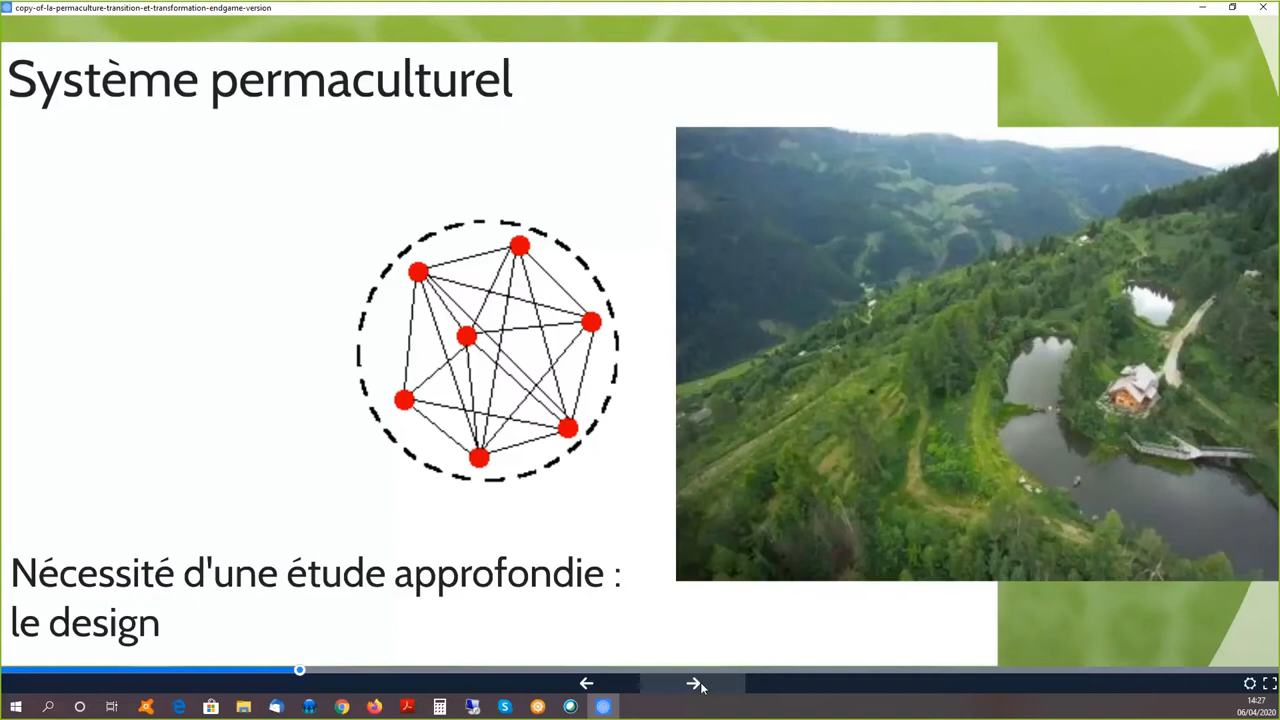 copy-of-la-permaculture-transition-et-transformation-endgame-version
Système permaculturel
Nécessité d'une étude approfondie :
le design
14:27
06/04/2020